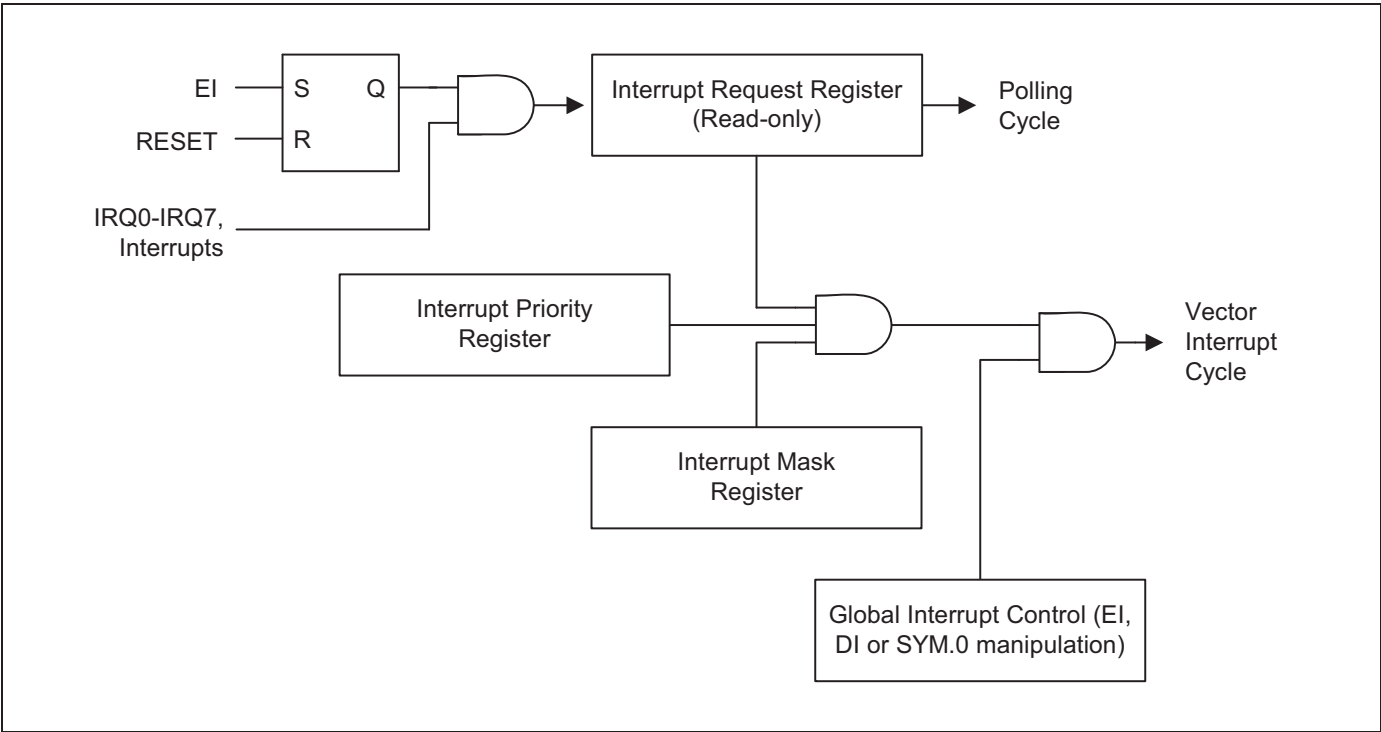 EI
S
Q
RESET
R
IRQ0-IRQ7,
Interrupts
Interrupt Request Register
(Read-only)
Polling
Cycle
Interrupt Priority
Register
Vector
Interrupt
Cycle
Interrupt Mask
Register
Global Interrupt Control (EI,
DI or SYM.0 manipulation)